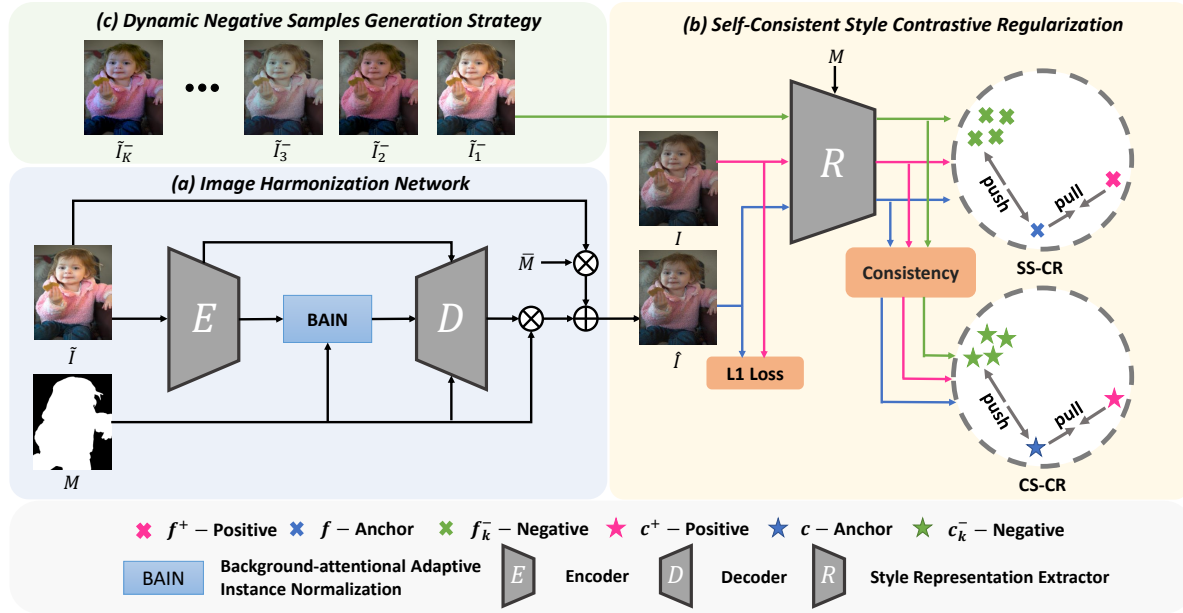 (c) Dynamic Negative Samples Generation Strategy
Ĩ_K^-
•••
Ĩ_3^-
Ĩ_2^-
Ĩ_1^-
(a) Image Harmonization Network
Ĩ
M
E
BAIN
D
M̄
(b) Self-Consistent Style Contrastive Regularization
M
I
Î
R
L1 Loss
Consistency
push
pull
SS-CR
push
pull
CS-CR
f⁺ – Positive
f – Anchor
f_k^- – Negative
c⁺ – Positive
c – Anchor
c_k^- – Negative
BAIN
Background-attentional Adaptive
Instance Normalization
E
Encoder
D
Decoder
R
Style Representation Extractor